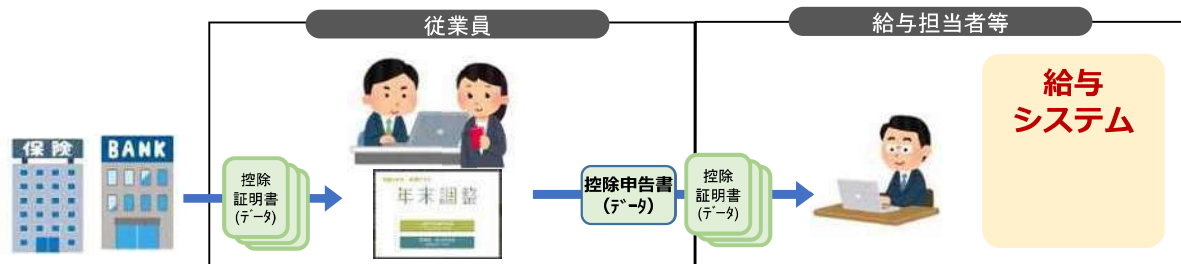 従業員
給与担当者等
給与
システム
保険
BANK
控除
証明書
(データ)
年末調整
控除申告書
(データ)
控除
証明書
(データ)